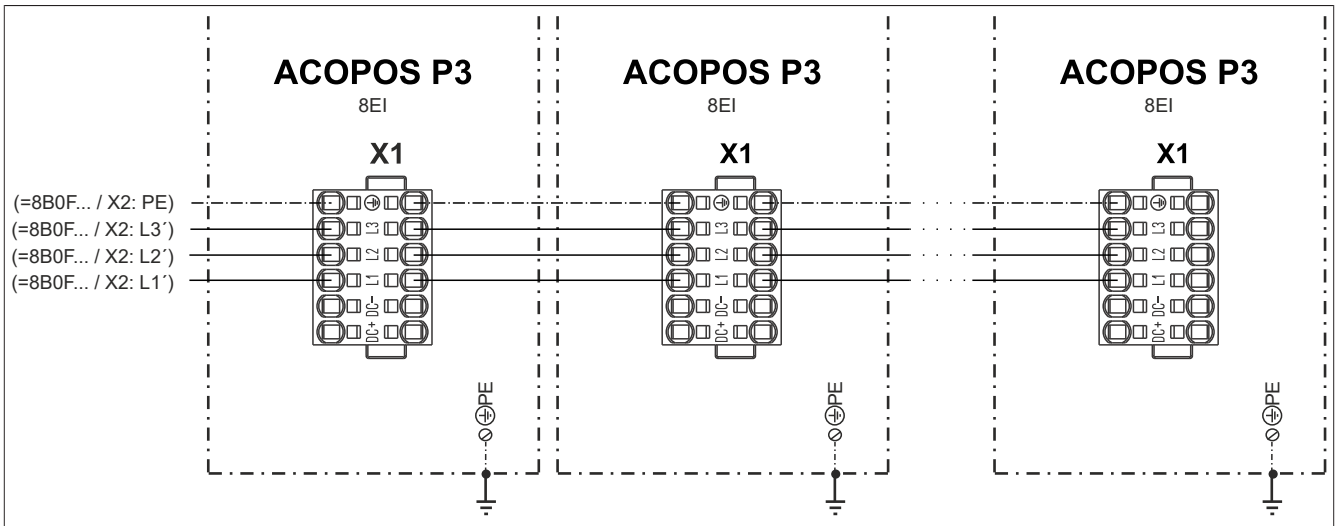 ACOPOS P3
8EI
X1
(=8B0F... / X2: PE)
(=8B0F... / X2: L3´)
(=8B0F... / X2: L2´)
(=8B0F... / X2: L1´)
L3
L2
L1
DC-
DC+
PE
ACOPOS P3
8EI
X1
L3
L2
L1
DC-
DC+
PE
ACOPOS P3
8EI
X1
L3
L2
L1
DC-
DC+
PE